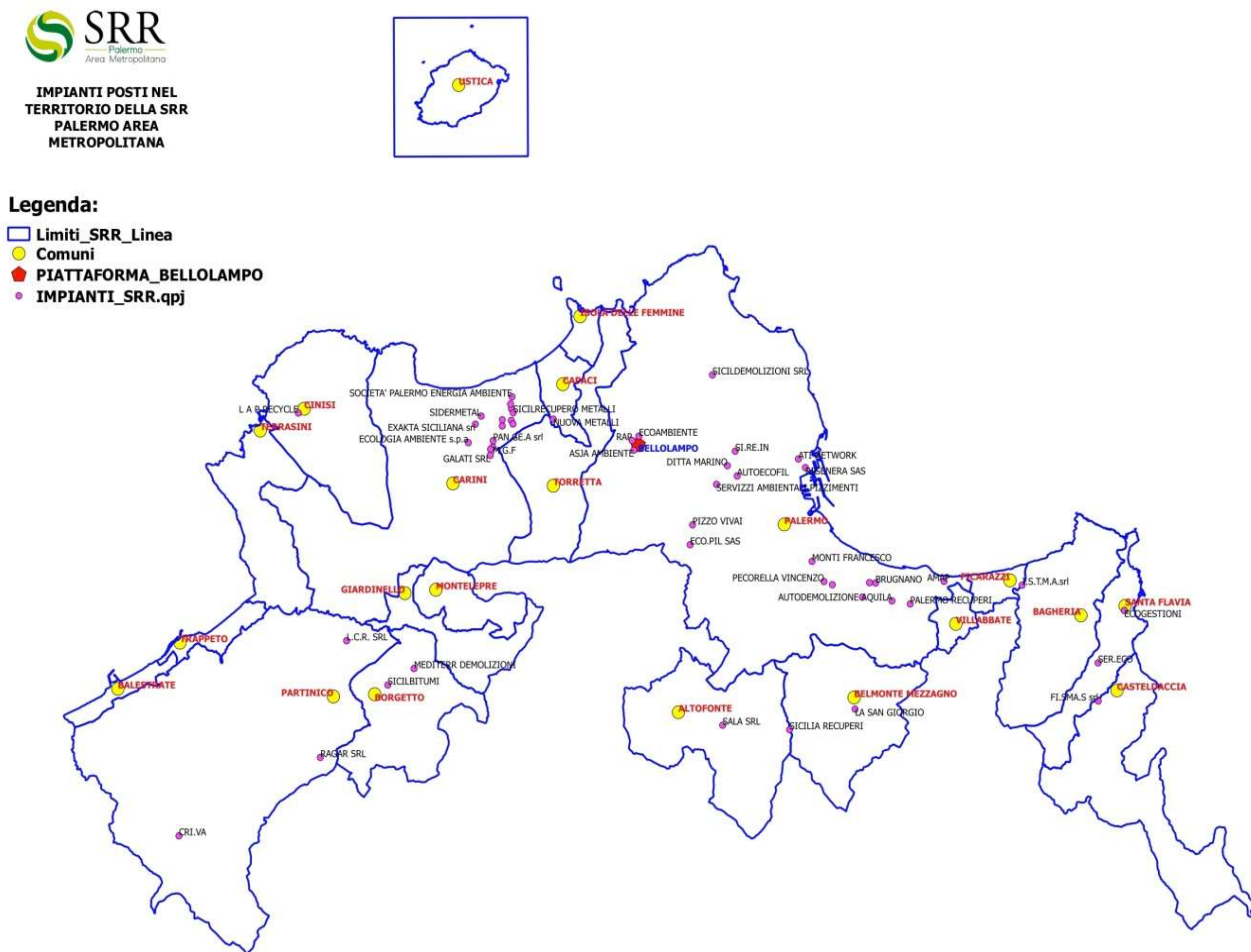 SRR
Palermo
Area Metropolitana
IMPIANTI POSTI NEL
TERRITORIO DELLA SRR
PALERMO AREA
METROPOLITANA
USTICA
Legenda:
Limiti_SRR_Linea
Comuni
PIATTAFORMA_BELLOLAMPO
IMPIANTI_SRR.qpj
ISOLA DELLE FEMMINE
SICILDEMOLIZIONI SRL
CAPACI
SOCIETA' PALERMO ENERGIA AMBIENTE
L A B RECYCLE
CINISI
SIDERMETAL
SICILRECUPERO METALLI
EXAKTA SICILIANA srl
NUOVA METALLI
TERRASINI
ECOLOGIA AMBIENTE s.p.a
PAN.GE.A srl
RAP
ECOAMBIENTE
M.G.F
ASJA AMBIENTE
BELLOLAMPO
SI.RE.IN
GALATI SRL
DITTA MARINO
ATI NETWORK
AUTOECOFIL
CARINI
TORRETTA
SERVIZZI AMBIENTALI PIZZIMENTI
PIZZO VIVAI
PALERMO
ECO.PIL SAS
MONTI FRANCESCO
GIARDINELLO
MONTELEPRE
PECORELLA VINCENZO
BRUGNANO
AMAP
FICARAZZI
AUTODEMOLIZIONE AQUILA
PALERMO RECUPERI
SANTA FLAVIA
BAGHERIA
ECOGESTIONI
VILLABBATE
TRAPPETO
L.C.R. SRL
MEDITERR DEMOLIZIONI
SER.ECO
BALESTRATE
SICILBITUMI
PARTINICO
BORGETTO
BELMONTE MEZZAGNO
CASTELDACCIA
FI.SMA.S srl
ALTOFONTE
LA SAN GIORGIO
SALA SRL
SICILIA RECUPERI
RAGAR SRL
CRI.VA